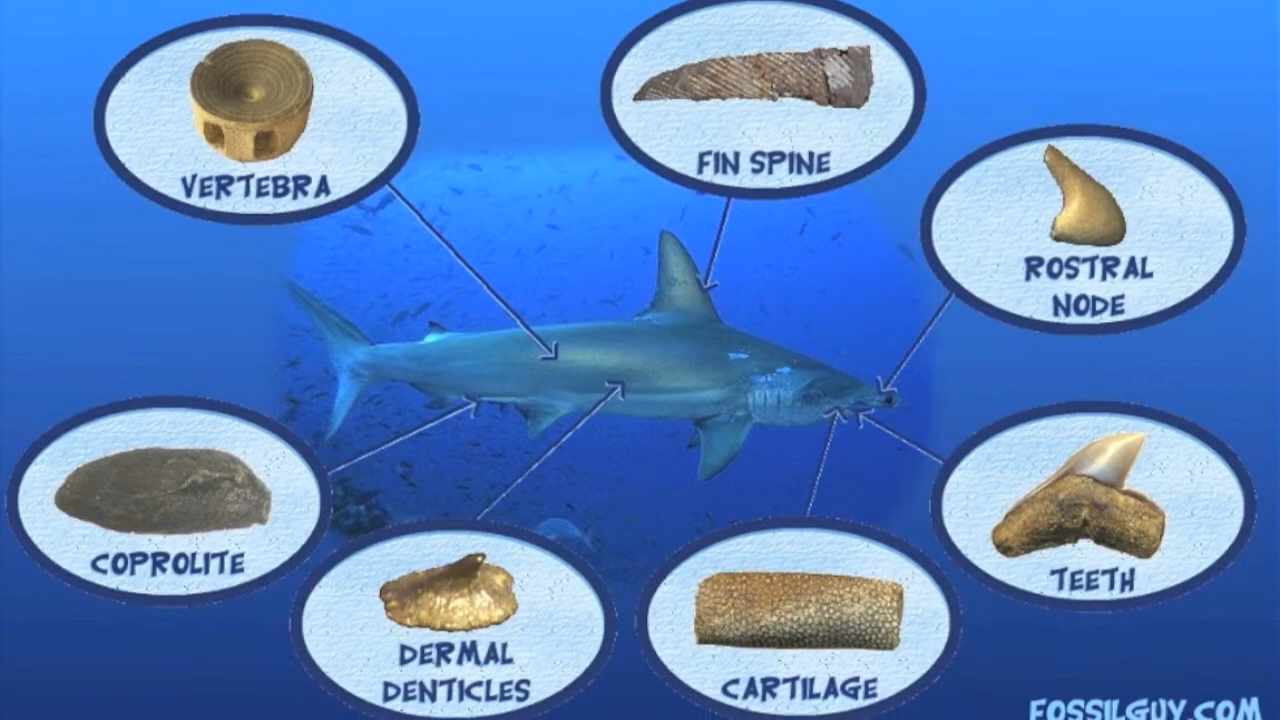 VERTEBRA
FIN SPINE
ROSTRAL
NODE
COPROLITE
DERMAL
DENTICLES
CARTILAGE
TEETH
FOSSILGUY.COM